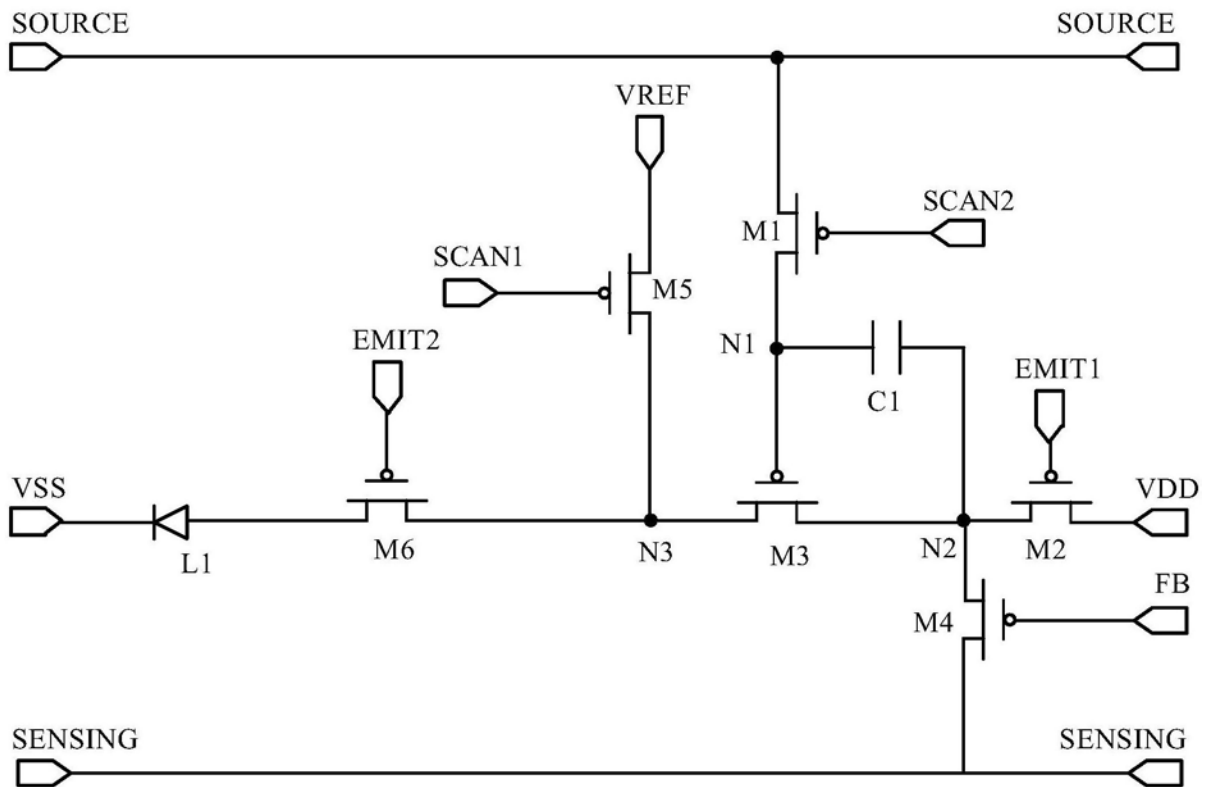 SOURCE
SOURCE
VREF
SCAN2
M1
SCAN1
M5
EMIT2
N1
EMIT1
C1
VSS
VDD
L1
M6
N3
M3
N2
M2
FB
M4
SENSING
SENSING